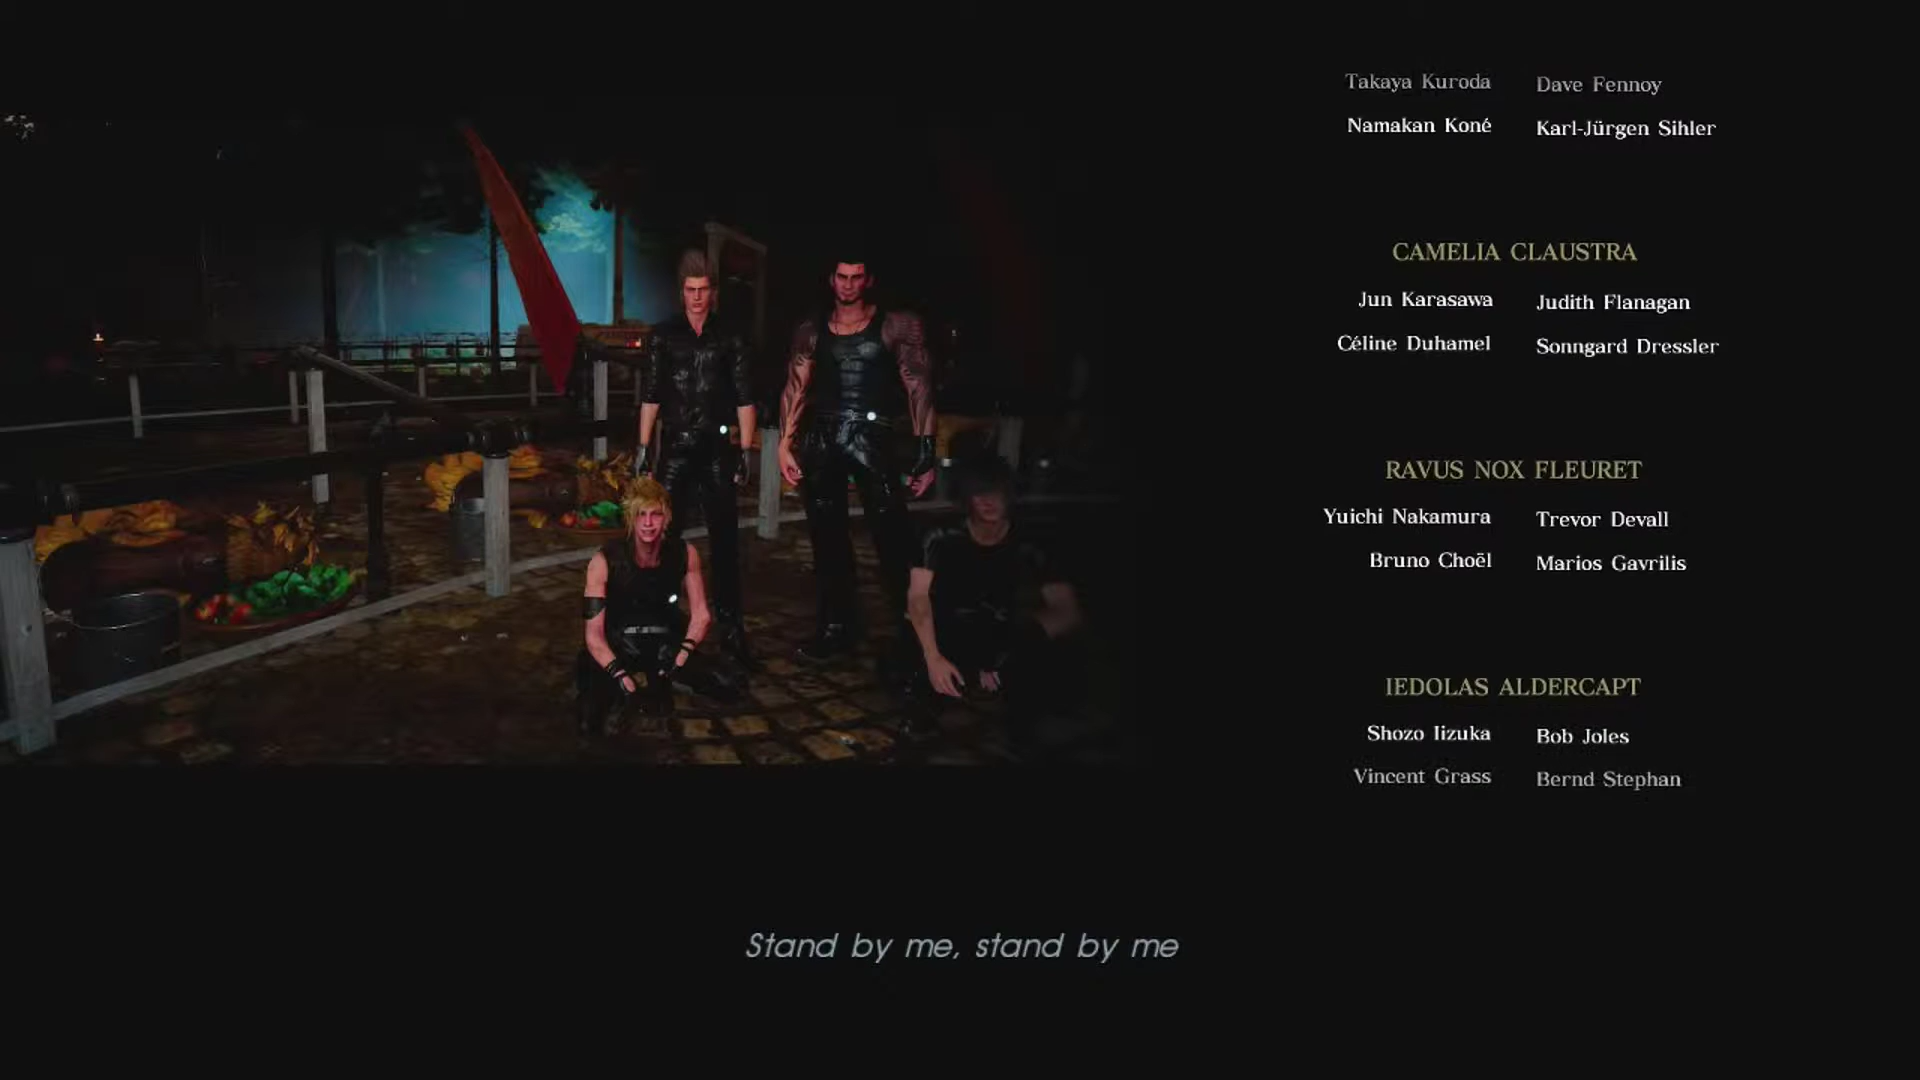 Takaya Kuroda Dave Fennoy
Namakan Koné Karl-Jürgen Sihler
CAMELIA CLAUSTRA
Jun Karasawa Judith Flanagan
Céline Duhamel Sonngard Dressler
RAVUS NOX FLEURET
Yuichi Nakamura Trevor Devall
Bruno Choël Marios Gavrilis
IEDOLAS ALDERCAPT
Shozo Iizuka Bob Joles
Vincent Grass Bernd Stephan
Stand by me, stand by me